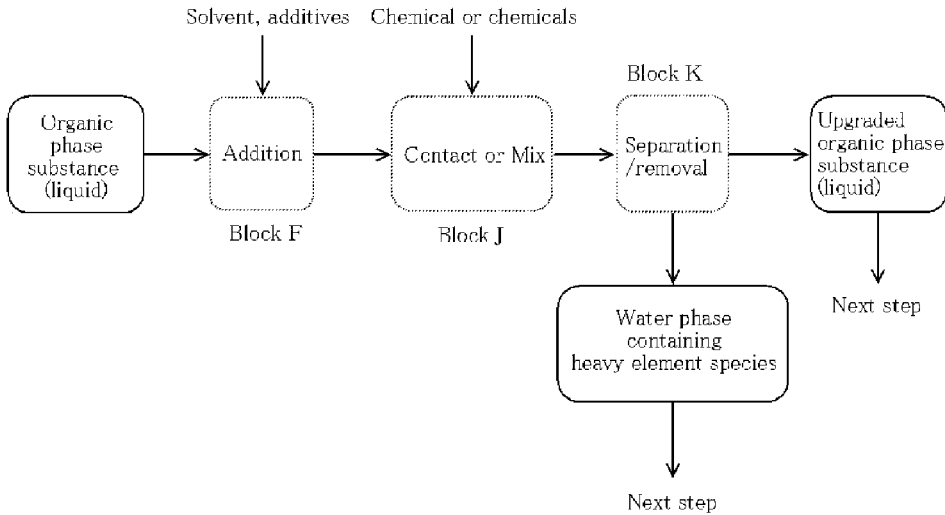 Solvent, additives
Chemical or chemicals
Block K
Organic
phase
substance
(liquid)
Addition
Contact or Mix
Separation
/removal
Upgraded
organic phase
substance
(liquid)
Block F
Block J
Next step
Water phase
containing
heavy element species
Next step